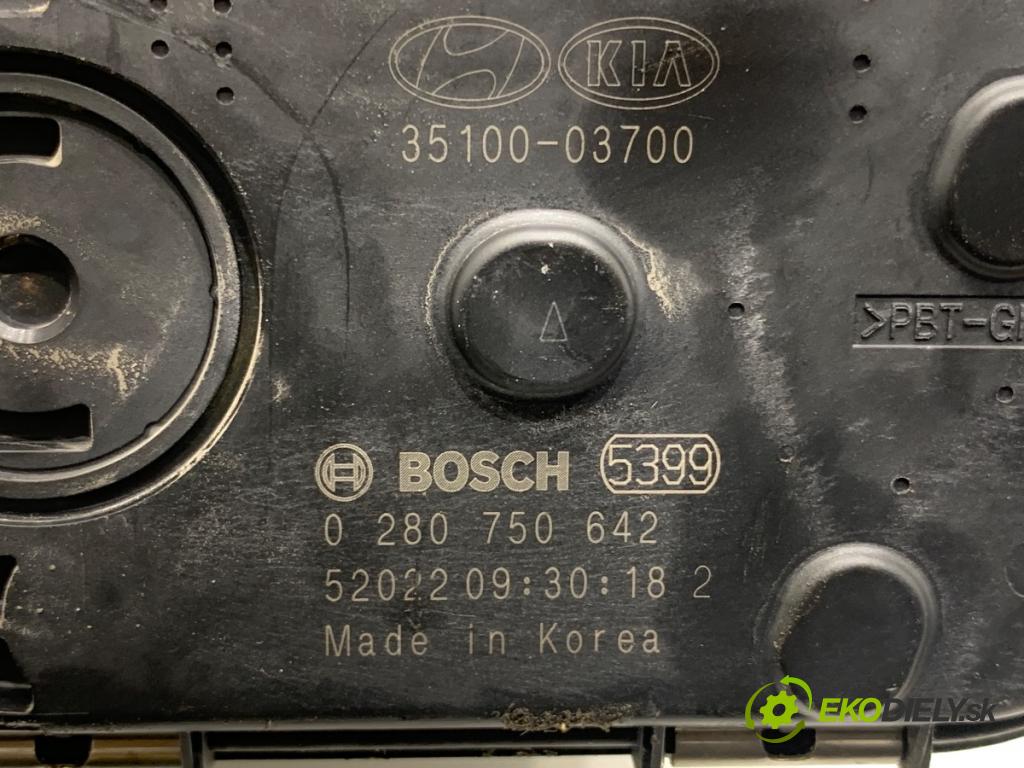 KIA
35100-03700
>PBT-G
BOSCH 5399
0 280 750 642
52022 09:30:18 2
Made in Korea
EKODIELY.sk